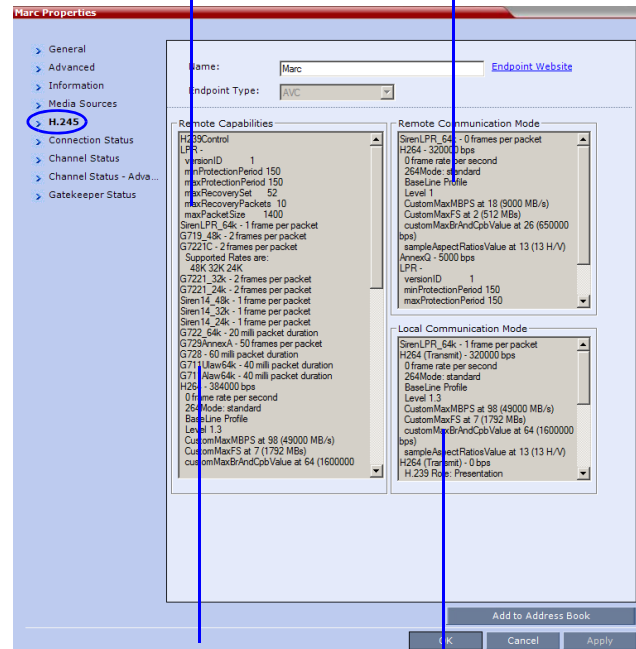 Marc Properties
General
Advanced
Information
Media Sources
H.245
Connection Status
Channel Status
Channel Status - Adva...
Gatekeeper Status
Name:
Marc
Endpoint Website
Endpoint Type:
AVC
Remote Capabilities
H239Control
LPR -
versionID 1
minProtectionPeriod 150
maxProtectionPeriod 150
maxRecoverySet 52
maxRecoveryPackets 10
maxPacketSize 1400
SirenLPR_64k - 1 frame per packet
G719_48k - 2 frames per packet
G7221C - 2 frames per packet
Supported Rates are:
48K 32K 24K
G7221_32k - 2 frames per packet
G7221_24k - 2 frames per packet
Siren14_48k - 1 frame per packet
Siren14_32k - 1 frame per packet
Siren14_24k - 1 frame per packet
G722_64k - 20 milli packet duration
G729AnnexA - 50 frames per packet
G728 - 60 milli packet duration
G711Ulaw64k - 40 milli packet duration
G711Alaw64k - 40 milli packet duration
H264 - 384000 bps
0 frame rate per second
264Mode: standard
BaseLine Profile
Level 1.3
CustomMaxMBPS at 98 (49000 MB/s)
CustomMaxFS at 7 (1792 MBs)
customMaxBrAndCpbValue at 64 (1600000
Remote Communication Mode
SirenLPR_64k - 0 frames per packet
H264 - 320000 bps
0 frame rate per second
264Mode: standard
BaseLine Profile
Level 1
CustomMaxMBPS at 18 (9000 MB/s)
CustomMaxFS at 2 (512 MBs)
customMaxBrAndCpbValue at 26 (650000
bps)
sampleAspectRatiosValue at 13 (13 H/V)
AnnexQ - 5000 bps
LPR -
versionID 1
minProtectionPeriod 150
maxProtectionPeriod 150
Local Communication Mode
SirenLPR_64k - 1 frame per packet
H264 (Transmit) - 320000 bps
0 frame rate per second
264Mode: standard
BaseLine Profile
Level 1.3
CustomMaxMBPS at 98 (49000 MB/s)
CustomMaxFS at 7 (1792 MBs)
customMaxBrAndCpbValue at 64 (1600000
bps)
sampleAspectRatiosValue at 13 (13 H/V)
H264 (Transmit) - 0 bps
H.239 Role: Presentation
Add to Address Book
OK
Cancel
Apply